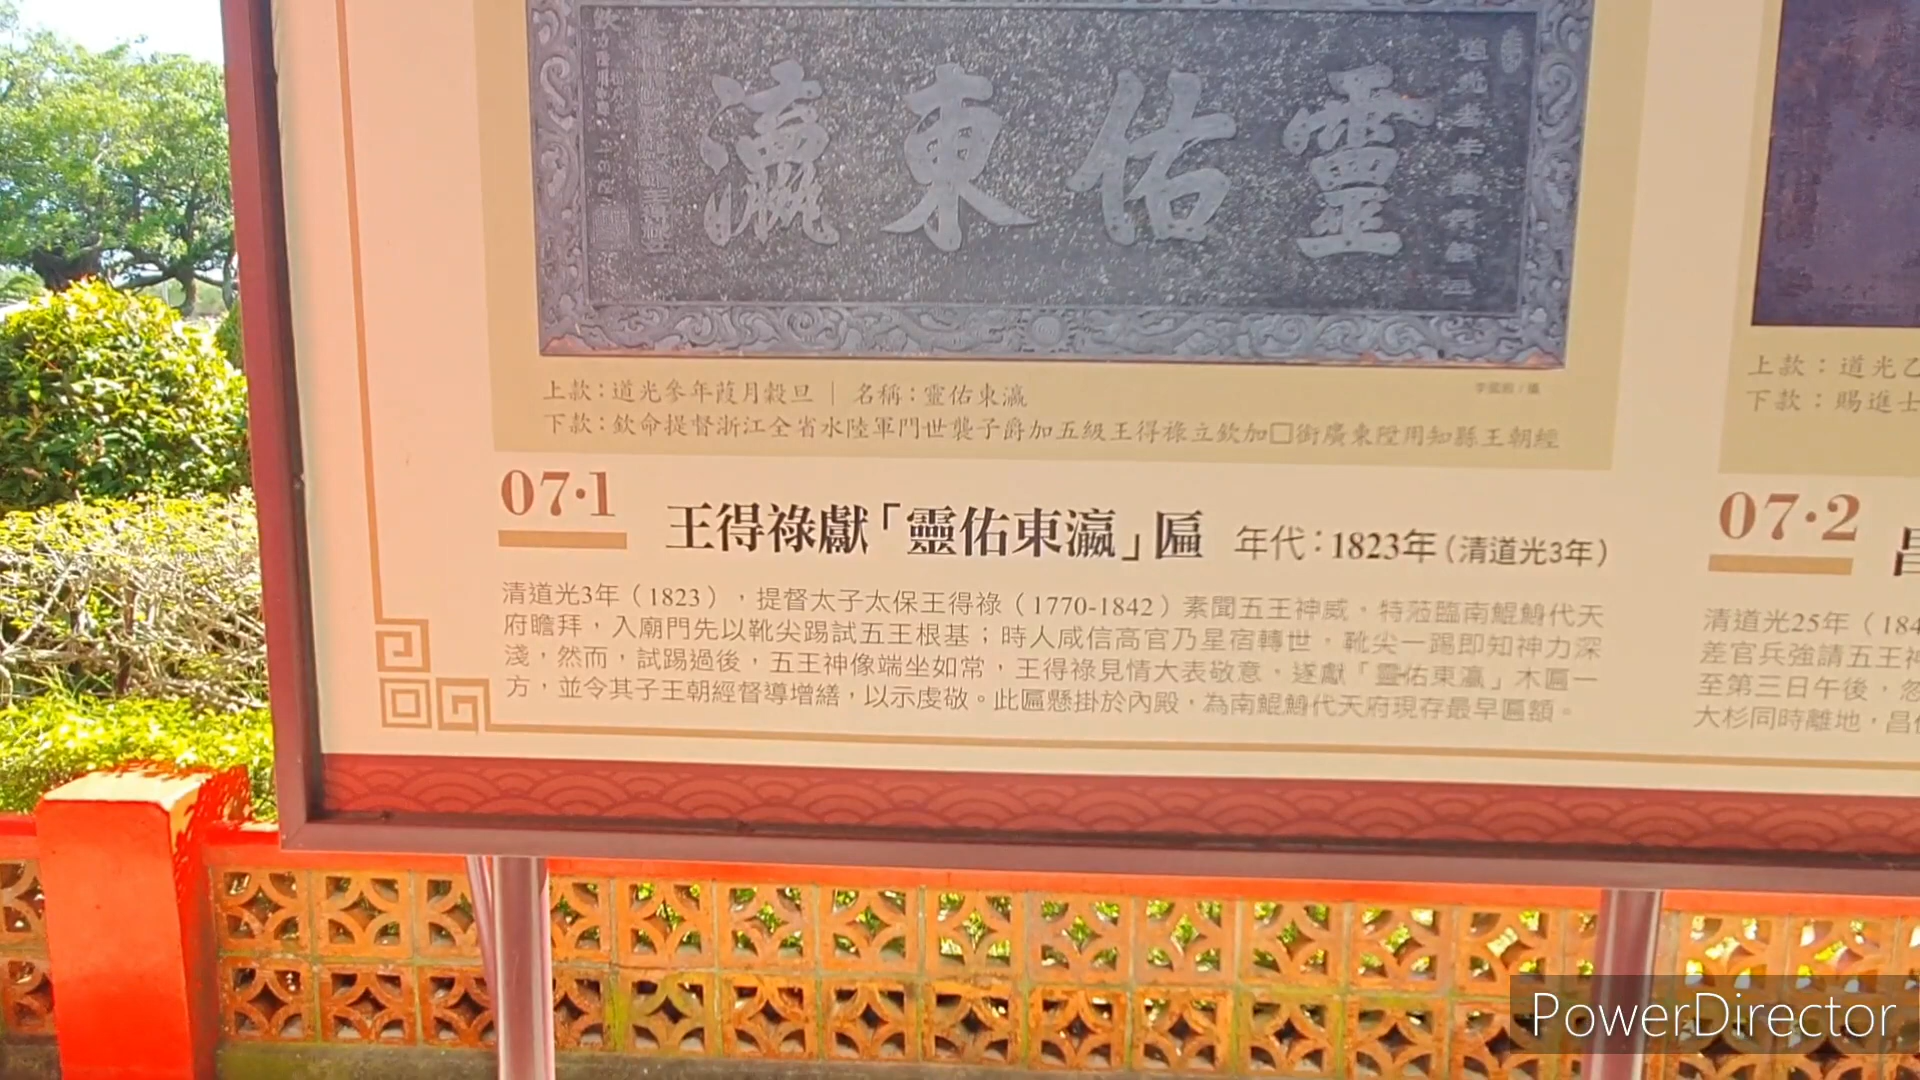 靈佑東瀛
上款：道光參年葭月穀旦｜名稱：靈佑東瀛
下款：欽命提督浙江全省水陸軍門世襲子爵加五級王得祿立欽加□銜廣東陞用知縣王朝經
07·1
王得祿獻「靈佑東瀛」匾 年代：1823年（清道光3年）
清道光3年（1823），提督太子太保王得祿（1770-1842）素聞五王神威。特蒞臨南鯤鯓代天
府瞻拜，入廟門先以靴尖踢試五王根基；時人咸信高官乃星宿轉世，靴尖一踢即知神力深
淺，然而，試踢過後，五王神像端坐如常，王得祿見情大表敬意，遂獻「靈佑東瀛」木匾一
方，並令其子王朝經督導增繕，以示虔敬。此匾懸掛於內殿，為南鯤鯓代天府現存最早匾額。
上款：道光乙
下款：賜進士
07·2
昌
清道光25年（184
差官兵強請五王神
至第三日午後，忽
大杉同時離地，昌
PowerDirector